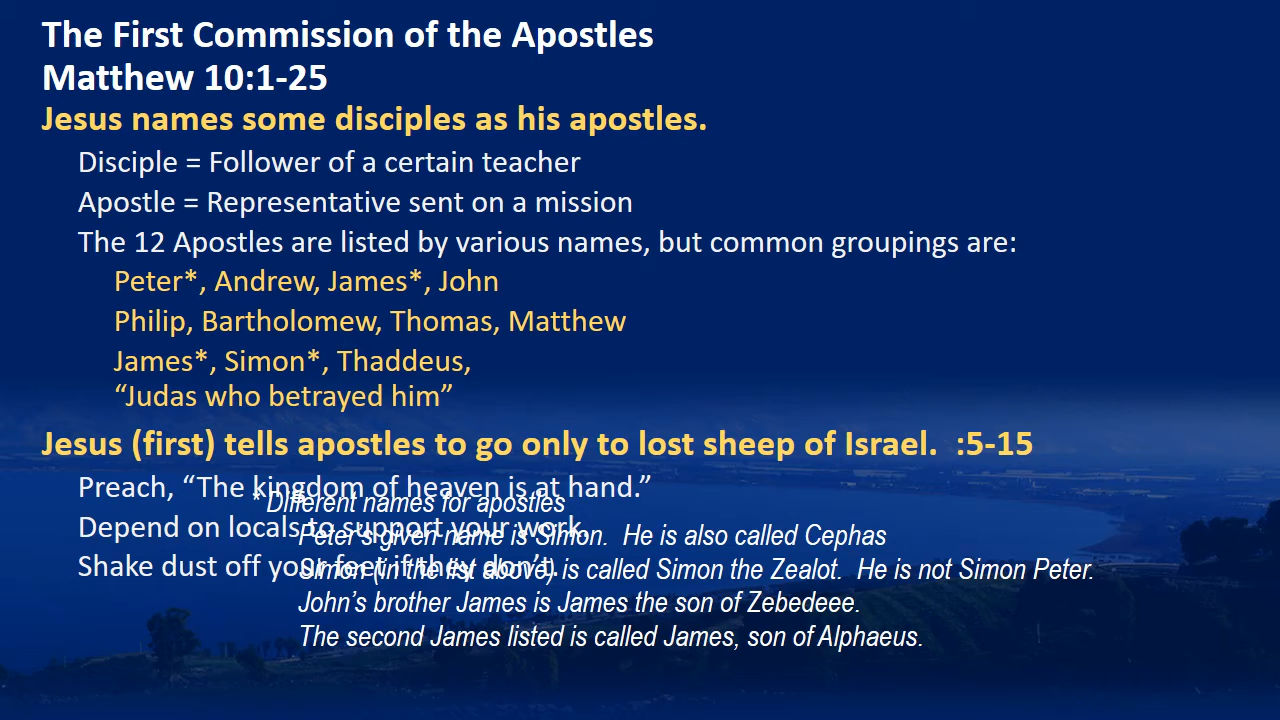 The First Commission of the Apostles
Matthew 10:1-25
Jesus names some disciples as his apostles.
Disciple = Follower of a certain teacher
Apostle = Representative sent on a mission
The 12 Apostles are listed by various names, but common groupings are:
Peter*, Andrew, James*, John
Philip, Bartholomew, Thomas, Matthew
James*, Simon*, Thaddeus,
“Judas who betrayed him”
Jesus (first) tells apostles to go only to lost sheep of Israel.  :5-15
Preach, “The kingdom of heaven is at hand.”
Depend on locals to support your work.
Shake dust off your feet if they don’t.
* Different names for apostles
Peter’s given name is Simon.  He is also called Cephas
Simon (in the list above) is called Simon the Zealot.  He is not Simon Peter.
John’s brother James is James the son of Zebedeee.
The second James listed is called James, son of Alphaeus.